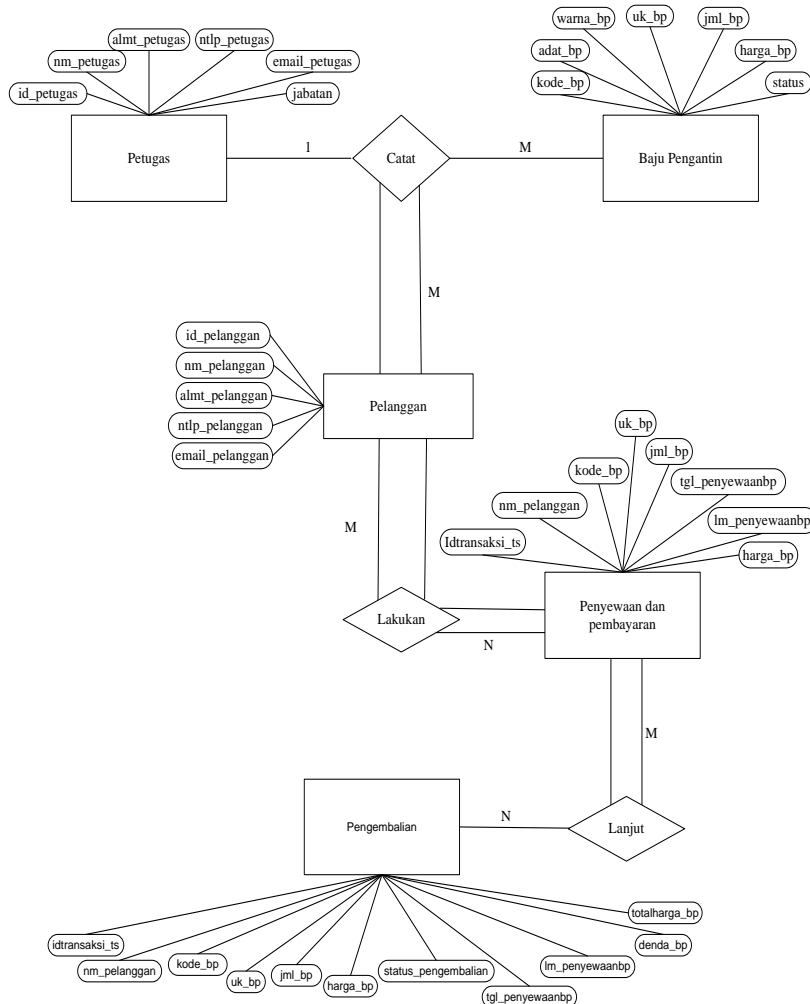 warna_bp
uk_bp
jml_bp
almt_petugas
ntlp_petugas
nm_petugas
email_petugas
adat_bp
harga_bp
id_petugas
jabatan
kode_bp
status
Petugas
1
Catat
M
Baju Pengantin
M
id_pelanggan
nm_pelanggan
almt_pelanggan
ntlp_pelanggan
email_pelanggan
Pelanggan
uk_bp
jml_bp
kode_bp
tgl_penyewaanbp
nm_pelanggan
lm_penyewaanbp
Idtransaksi_ts
harga_bp
M
Penyewaan dan
pembayaran
Lakukan
N
M
Pengembalian
N
Lanjut
totalharga_bp
idtransaksi_ts
denda_bp
nm_pelanggan
kode_bp
uk_bp
jml_bp
harga_bp
status_pengembalian
lm_penyewaanbp
tgl_penyewaanbp